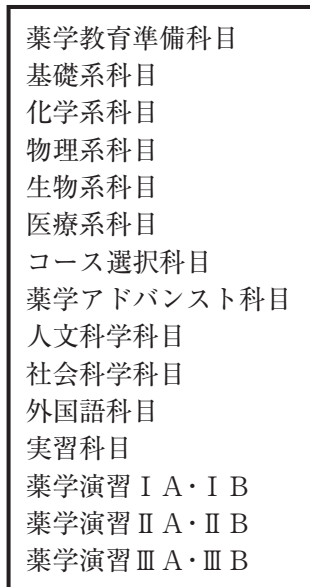 薬学教育準備科目
基礎系科目
化学系科目
物理系科目
生物系科目
医療系科目
コース選択科目
薬学アドバンスト科目
人文科学科目
社会科学科目
外国語科目
実習科目
薬学演習ⅠA・ⅠB
薬学演習ⅡA・ⅡB
薬学演習ⅢA・ⅢB